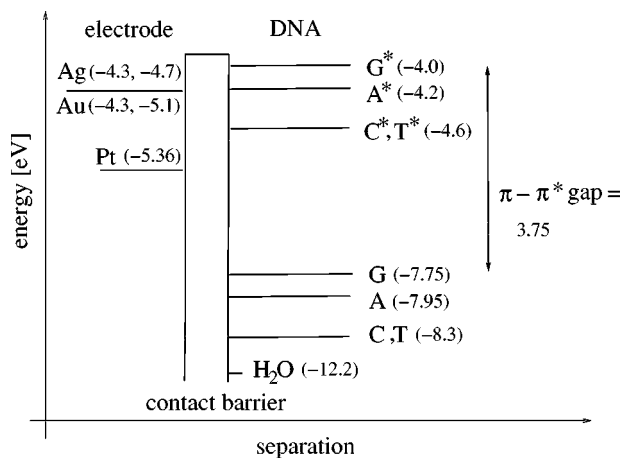 electrode
DNA
Ag (−4.3, −4.7)
Au (−4.3, −5.1)
Pt (−5.36)
G* (−4.0)
A* (−4.2)
C*,T* (−4.6)
π − π* gap =
3.75
G (−7.75)
A (−7.95)
C ,T (−8.3)
H₂O (−12.2)
contact barrier
energy [eV]
separation